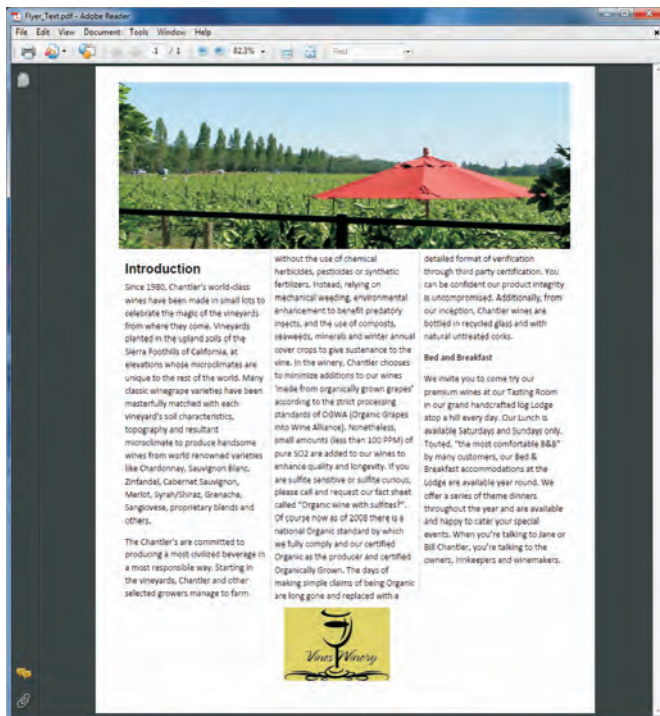 Flyer_Text.pdf - Adobe Reader
File Edit View Document Tools Window Help
1 / 1 82.3% Find
Introduction
Since 1980, Chantler's world-class
wines have been made in small lots to
celebrate the magic of the vineyards
from where they come. Vineyards
planted in the upland soils of the
Sierra Foothills of California, at
elevations whose microclimates are
unique to the rest of the world. Many
classic winegrape varieties have been
masterfully matched with each
vineyard's soil characteristics,
topography and resultant
microclimate to produce handsome
wines from world renowned varieties
like Chardonnay, Sauvignon Blanc,
Zinfandel, Cabernet Sauvignon,
Merlot, Syrah/Shiraz, Grenache,
Sangiovese, proprietary blends and
others.
The Chantler's are committed to
producing a most civilized beverage in
a most responsible way. Starting in
the vineyards, Chantler and other
selected growers manage to farm
without the use of chemical
herbicides, pesticides or synthetic
fertilizers. Instead, relying on
mechanical weeding, environmental
enhancement to benefit predatory
insects, and the use of composts,
seaweeds, minerals and winter annual
cover crops to give sustenance to the
vine. In the winery, Chantler chooses
to minimize additions to our wines
'made from organically grown grapes'
according to the strict processing
standards of OGWA (Organic Grapes
into Wine Alliance). Nonetheless,
small amounts (less than 100 PPM) of
pure SO2 are added to our wines to
enhance quality and longevity. If you
are sulfite sensitive or sulfite curious,
please call and request our fact sheet
called "Organic wine with sulfites?".
Of course now as of 2008 there is a
national Organic standard by which
we fully comply and our certified
Organic as the producer and certified
Organically Grown. The days of
making simple claims of being Organic
are long gone and replaced with a
detailed format of verification
through third party certification. You
can be confident our product integrity
is uncompromised. Additionally, from
our inception, Chantler wines are
bottled in recycled glass and with
natural untreated corks.
Bed and Breakfast
We invite you to come try our
premium wines at our Tasting Room
in our grand handcrafted log Lodge
atop a hill every day. Our Lunch is
available Saturdays and Sundays only.
Touted, "the most comfortable B&B"
by many customers, our Bed &
Breakfast accommodations at the
Lodge are available year round. We
offer a series of theme dinners
throughout the year and are available
and happy to cater your special
events. When you're talking to Jane or
Bill Chantler, you're talking to the
owners, innkeepers and winemakers.
Vines Winery